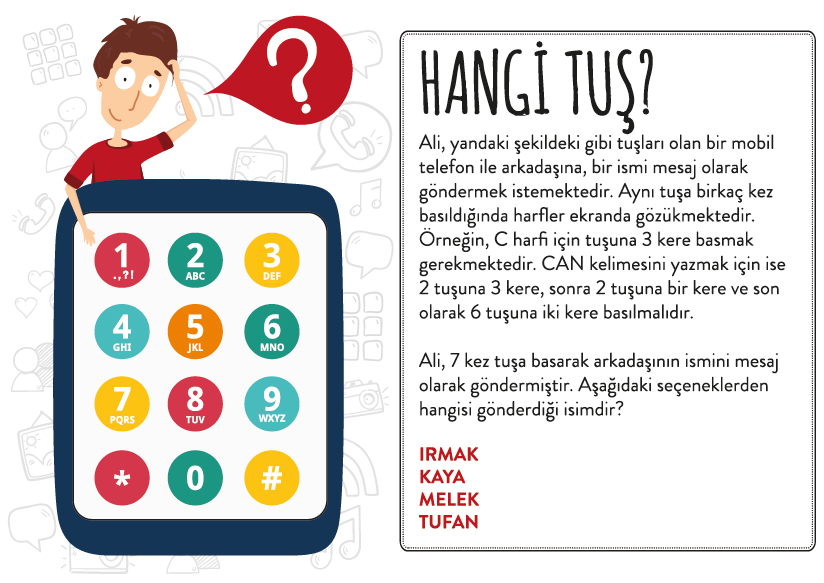 ?
HANGİ TUŞ?
Ali, yandaki şekildeki gibi tuşları olan bir mobil
telefon ile arkadaşına, bir ismi mesaj olarak
göndermek istemektedir. Aynı tuşa birkaç kez
basıldığında harfler ekranda gözükmektedir.
Örneğin, C harfi için tuşuna 3 kere basmak
gerekmektedir. CAN kelimesini yazmak için ise
2 tuşuna 3 kere, sonra 2 tuşuna bir kere ve son
olarak 6 tuşuna iki kere basılmalıdır.
Ali, 7 kez tuşa basarak arkadaşının ismini mesaj
olarak göndermiştir. Aşağıdaki seçeneklerden
hangisi gönderdiği isimdir?
IRMAK
KAYA
MELEK
TUFAN
1 2 3
.,?! ABC DEF
4 5 6
GHI JKL MNO
7 8 9
PQRS TUV WXYZ
* 0 #